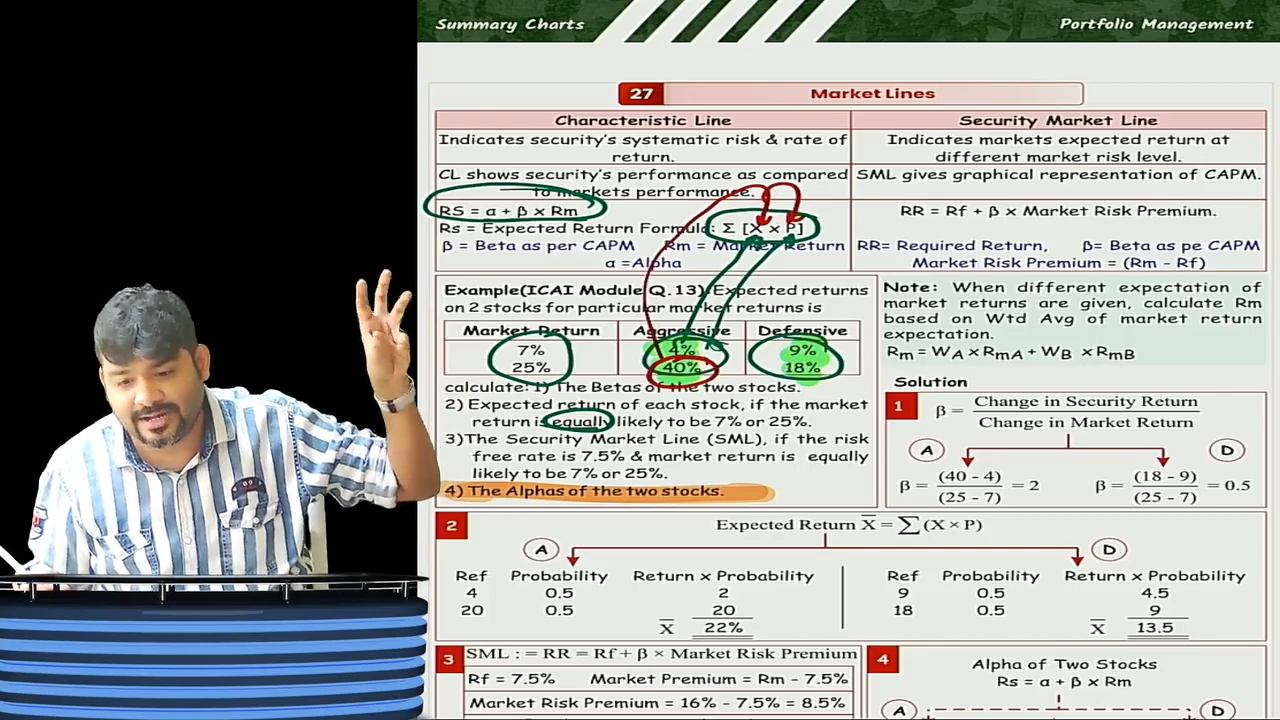 Summary Charts
Portfolio Management
27 Market Lines
Characteristic Line
Indicates security's systematic risk & rate of
return.
CL shows security's performance as compared
to markets performance.
RS = α + β x Rm
Rs = Expected Return Formula: Σ [X x P]
β = Beta as per CAPM Rm = Market Return
α =Alpha
Security Market Line
Indicates markets expected return at
different market risk level.
SML gives graphical representation of CAPM.
RR = Rf + β x Market Risk Premium.
RR= Required Return, β= Beta as pe CAPM
Market Risk Premium = (Rm - Rf)
Example(ICAI Module Q.13) Expected returns
on 2 stocks for particular market returns is
Market Return Aggressive Defensive
7% 4% 9%
25% 40% 18%
calculate: 1) The Betas of the two stocks.
2) Expected return of each stock, if the market
return is equally likely to be 7% or 25%.
3)The Security Market Line (SML), if the risk
free rate is 7.5% & market return is equally
likely to be 7% or 25%.
4) The Alphas of the two stocks.
Note: When different expectation of
market returns are given, calculate Rm
based on Wtd Avg of market return
expectation.
Rm = WA x RmA + WB x RmB
Solution
1 β = Change in Security Return
Change in Market Return
A D
β = (40 - 4) / (25 - 7) = 2 β = (18 - 9) / (25 - 7) = 0.5
2 Expected Return X̅ = ∑(X × P)
A D
Ref Probability Return x Probability
4 0.5 2
20 0.5 20
X̅ 22%
Ref Probability Return x Probability
9 0.5 4.5
18 0.5 9
X̅ 13.5
3 SML : = RR = Rf + β × Market Risk Premium
Rf = 7.5% Market Premium = Rm - 7.5%
Market Risk Premium = 16% - 7.5% = 8.5%
4 Alpha of Two Stocks
Rs = α + β x Rm
A D